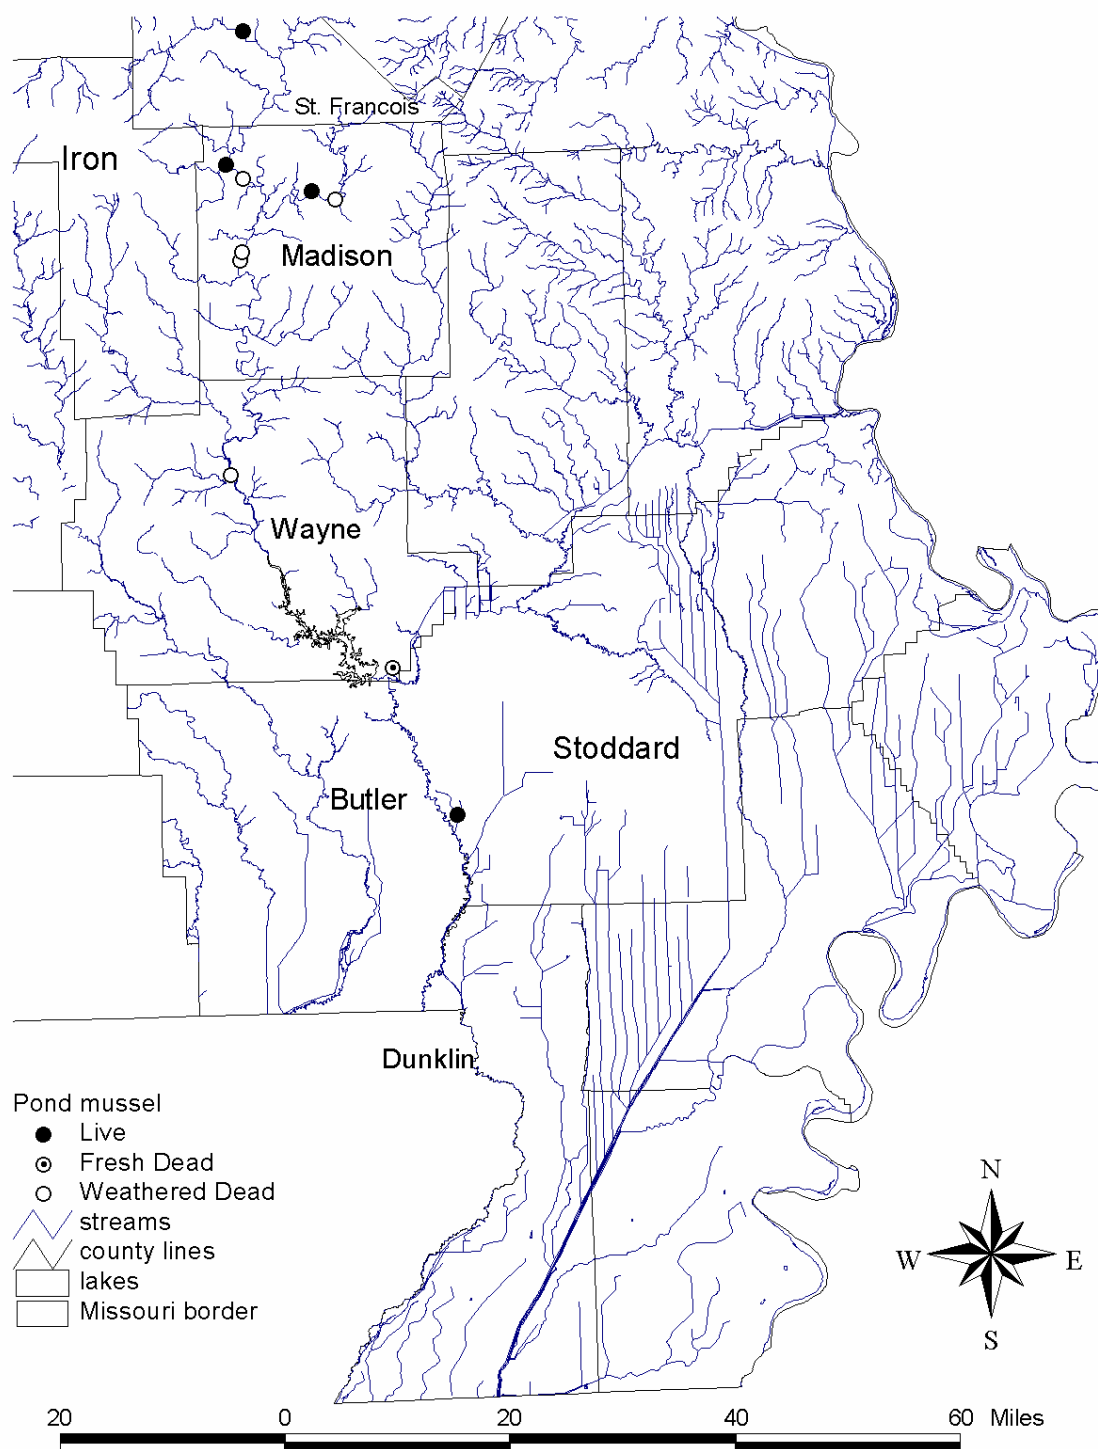 St. Francois
Iron
Madison
Wayne
Stoddard
Butler
Dunklin
Pond mussel
Live
Fresh Dead
Weathered Dead
streams
county lines
lakes
Missouri border
N
W E
S
20 0 20 40 60 Miles